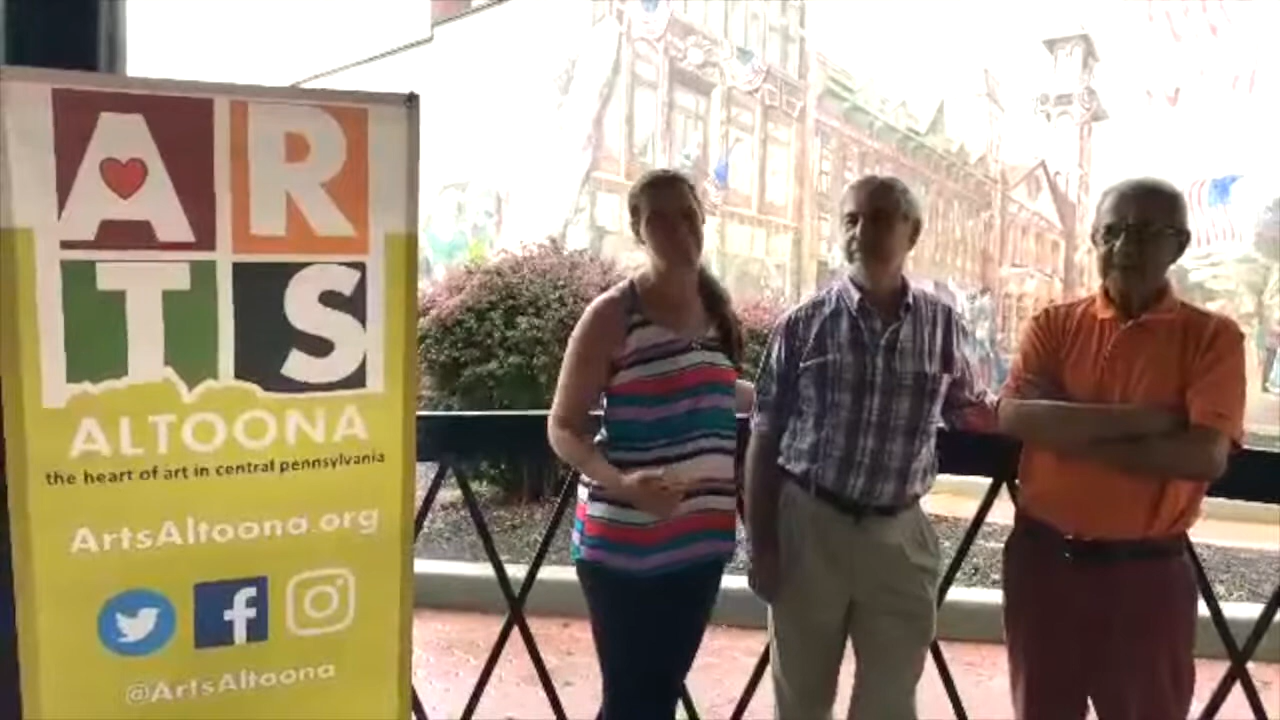 AR
TS
ALTOONA
the heart of art in central pennsylvania
ArtsAltoona.org
f
@ArtsAltoona